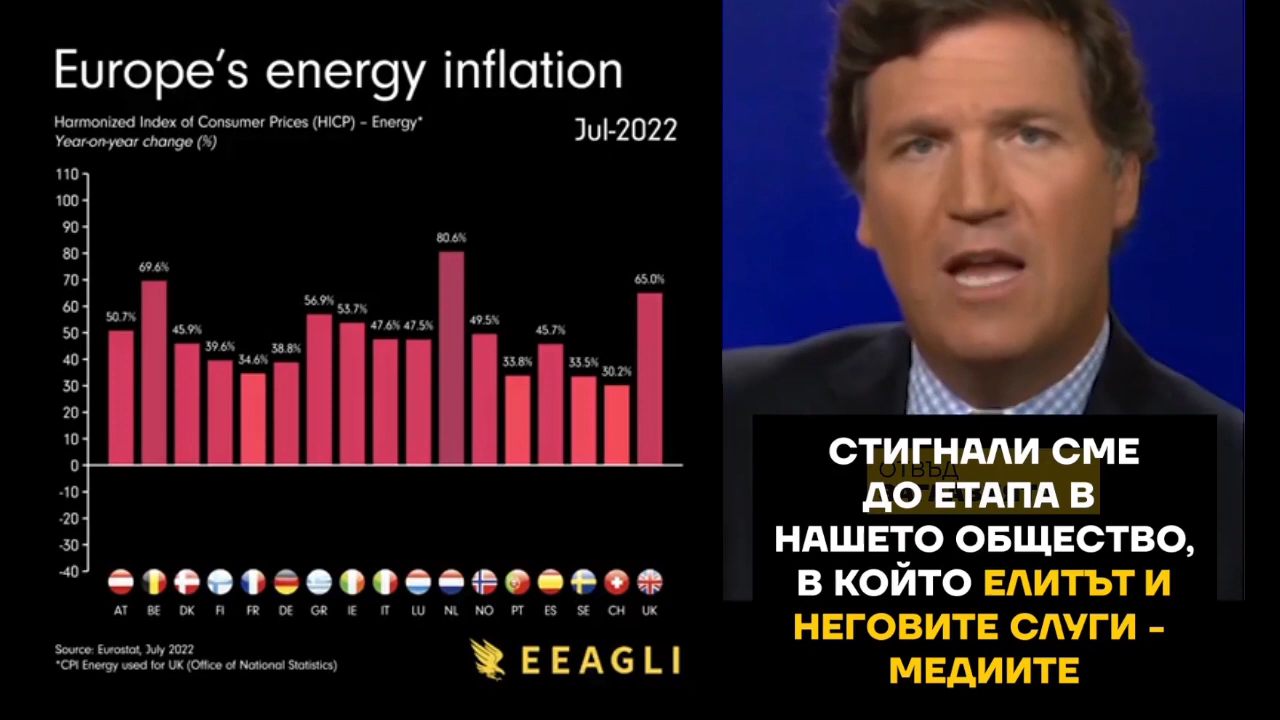 Europe's energy inflation
Harmonized Index of Consumer Prices (HICP) – Energy*
Year-on-year change (%)
Jul-2022
110
100
90
80
70
60
50
40
30
20
10
0
-10
-20
-30
-40
50.7%
69.6%
45.9%
39.6%
34.6%
38.8%
56.9%
53.7%
47.6%
47.5%
80.6%
49.5%
33.8%
45.7%
33.5%
30.2%
65.0%
AT BE DK FI FR DE GR IE IT LU NL NO PT ES SE CH UK
Source: Eurostat, July 2022
*CPI Energy used for UK (Office of National Statistics)
EEAGLI
ОТВЪД
СТИГНАЛИ СМЕ
ДО ЕТАПА В
НАШЕТО ОБЩЕСТВО,
В КОЙТО ЕЛИТЪТ И
НЕГОВИТЕ СЛУГИ -
МЕДИИТЕ